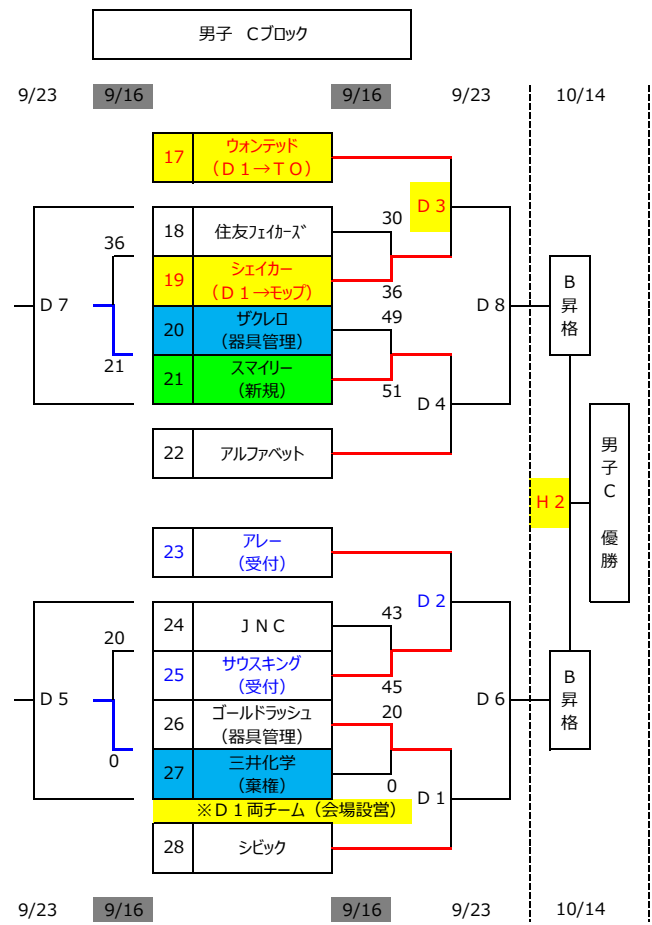 男子 Cブロック
9/23 9/16 9/16 9/23 10/14
17 ウォンテッド
（Ｄ１→ＴＯ）
Ｄ３
18 住友フェイカーズ 30
36
19 シェイカー
（Ｄ１→モップ）
36
Ｂ
昇
格
Ｄ７
Ｄ８
20 ザクレロ
（器具管理）
49
21
21 スマイリー
（新規）
51
Ｄ４
22 アルファベット
男
子
Ｃ
優
勝
Ｈ２
23 アレー
（受付）
Ｄ２
24 ＪＮＣ 43
20
25 サウスキング
（受付）
45
Ｂ
昇
格
Ｄ５
Ｄ６
26 ゴールドラッシュ
（器具管理）
20
0
27 三井化学
（棄権）
0
Ｄ１
※Ｄ１両チーム（会場設営）
28 シビック
9/23 9/16 9/16 9/23 10/14